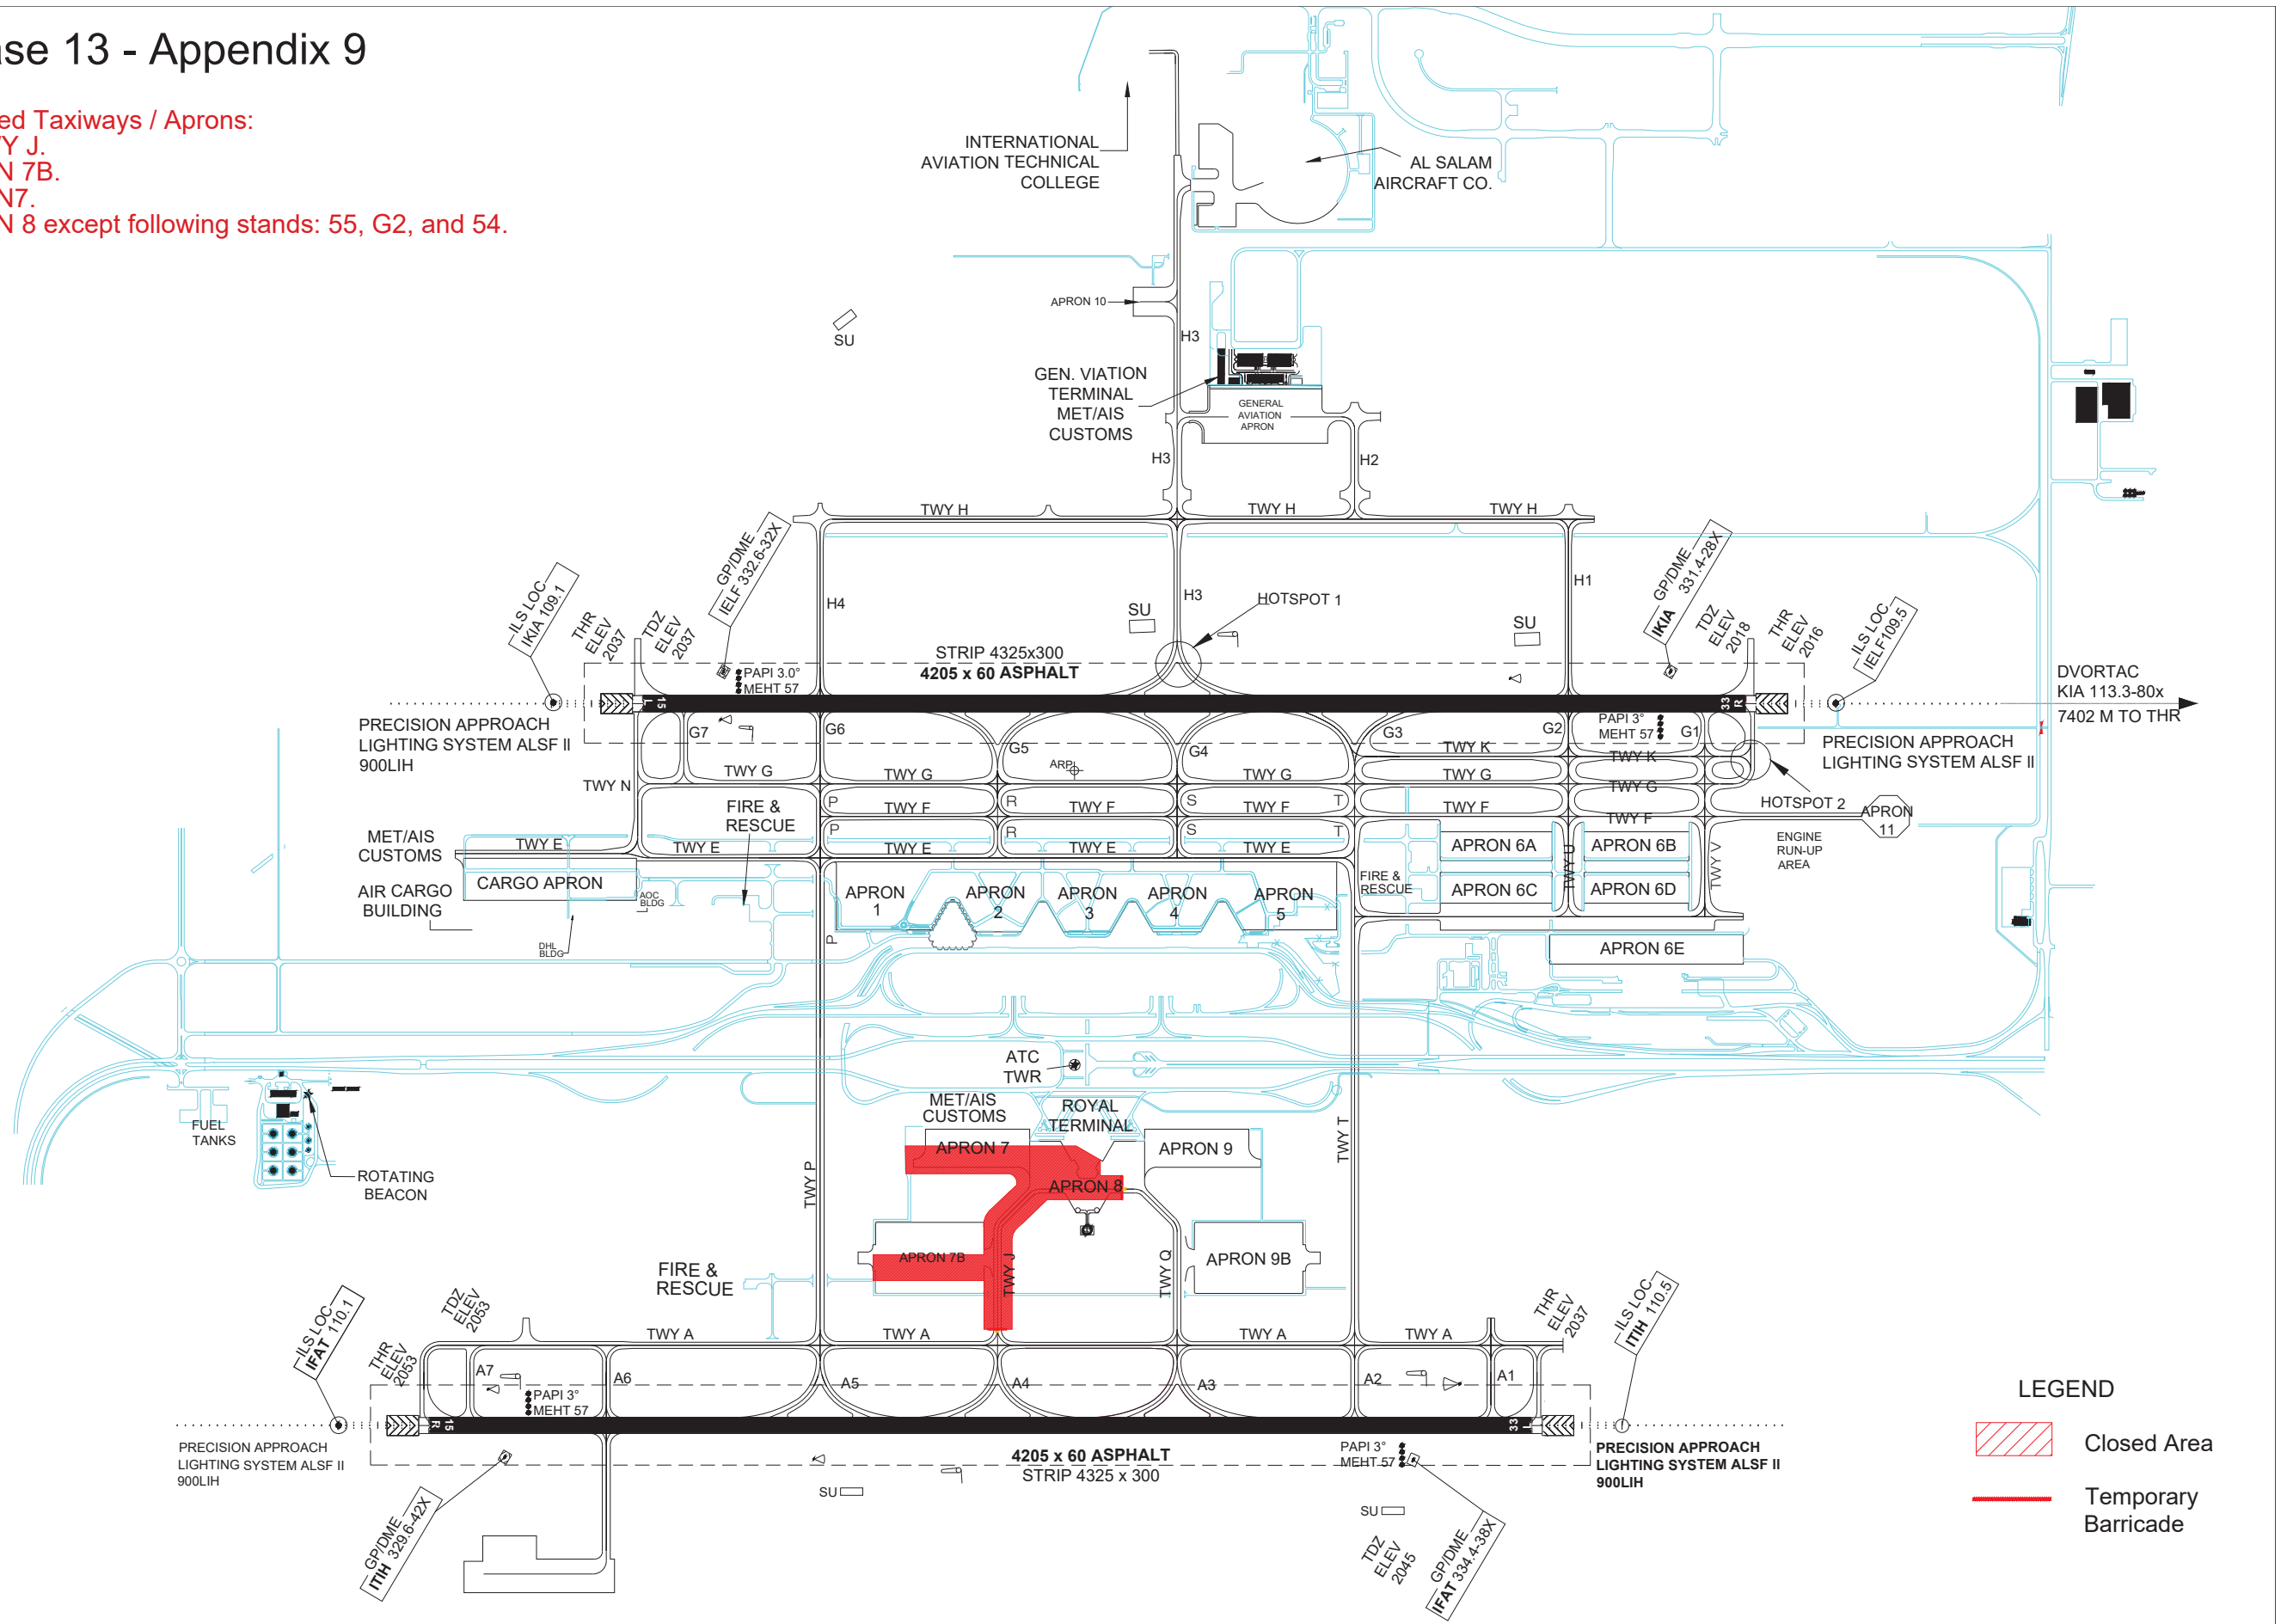 ase 13 - Appendix 9
ed Taxiways / Aprons:
Y J.
N 7B.
N7.
N 8 except following stands: 55, G2, and 54.
INTERNATIONAL
AVIATION TECHNICAL
COLLEGE
AL SALAM
AIRCRAFT CO.
APRON 10
SU
H3
GEN. VIATION
TERMINAL
MET/AIS
CUSTOMS
GENERAL
AVIATION
APRON
H3
H2
TWY H
TWY H
TWY H
ILS LOC
IKIA 109.1
THR
ELEV
2037
TDZ
ELEV
2037
GP/DME
IELF 332.6-32X
H4
H3
H1
SU
HOTSPOT 1
SU
GP/DME
IKIA 331.4-28X
TDZ
ELEV
2018
THR
ELEV
2016
ILS LOC
IELF109.5
STRIP 4325x300
4205 x 60 ASPHALT
PAPI 3.0°
MEHT 57
15
L
33
R
DVORTAC
KIA 113.3-80x
7402 M TO THR
PRECISION APPROACH
LIGHTING SYSTEM ALSF II
900LIH
G7
G6
G5
G4
G3
G2
PAPI 3°
MEHT 57
G1
PRECISION APPROACH
LIGHTING SYSTEM ALSF II
TWY K
TWY K
ARP
TWY N
TWY G
TWY G
TWY G
TWY G
TWY G
HOTSPOT 2
FIRE &
RESCUE
P
TWY F
R
TWY F
S
TWY F
T
TWY F
TWY F
APRON
11
ENGINE
RUN-UP
AREA
P
R
S
T
MET/AIS
CUSTOMS
TWY E
TWY E
TWY E
TWY E
TWY E
APRON 6A
TWY U
APRON 6B
TWY V
AIR CARGO
BUILDING
CARGO APRON
AOC
BLDG
DHL
BLDG
APRON
1
APRON
2
APRON
3
APRON
4
APRON
5
FIRE &
RESCUE
APRON 6C
APRON 6D
P
APRON 6E
ATC
TWR
MET/AIS
CUSTOMS
ROYAL
TERMINAL
FUEL
TANKS
ROTATING
BEACON
TWY P
APRON 7
APRON 8
APRON 9
TWY T
APRON 7B
TWY J
TWY Q
APRON 9B
FIRE &
RESCUE
ILS LOC
IFAT 110.1
THR
ELEV
2053
TDZ
ELEV
2053
TWY A
TWY A
TWY A
TWY A
THR
ELEV
2037
ILS LOC
ITIH 110.5
A7
A6
A5
A4
A3
A2
A1
PAPI 3°
MEHT 57
15
R
33
L
PRECISION APPROACH
LIGHTING SYSTEM ALSF II
900LIH
4205 x 60 ASPHALT
STRIP 4325 x 300
PAPI 3°
MEHT 57
PRECISION APPROACH
LIGHTING SYSTEM ALSF II
900LIH
SU
SU
GP/DME
ITIH 329.6-42X
TDZ
ELEV
2045
GP/DME
IFAT 334.4-38X
LEGEND
Closed Area
Temporary
Barricade